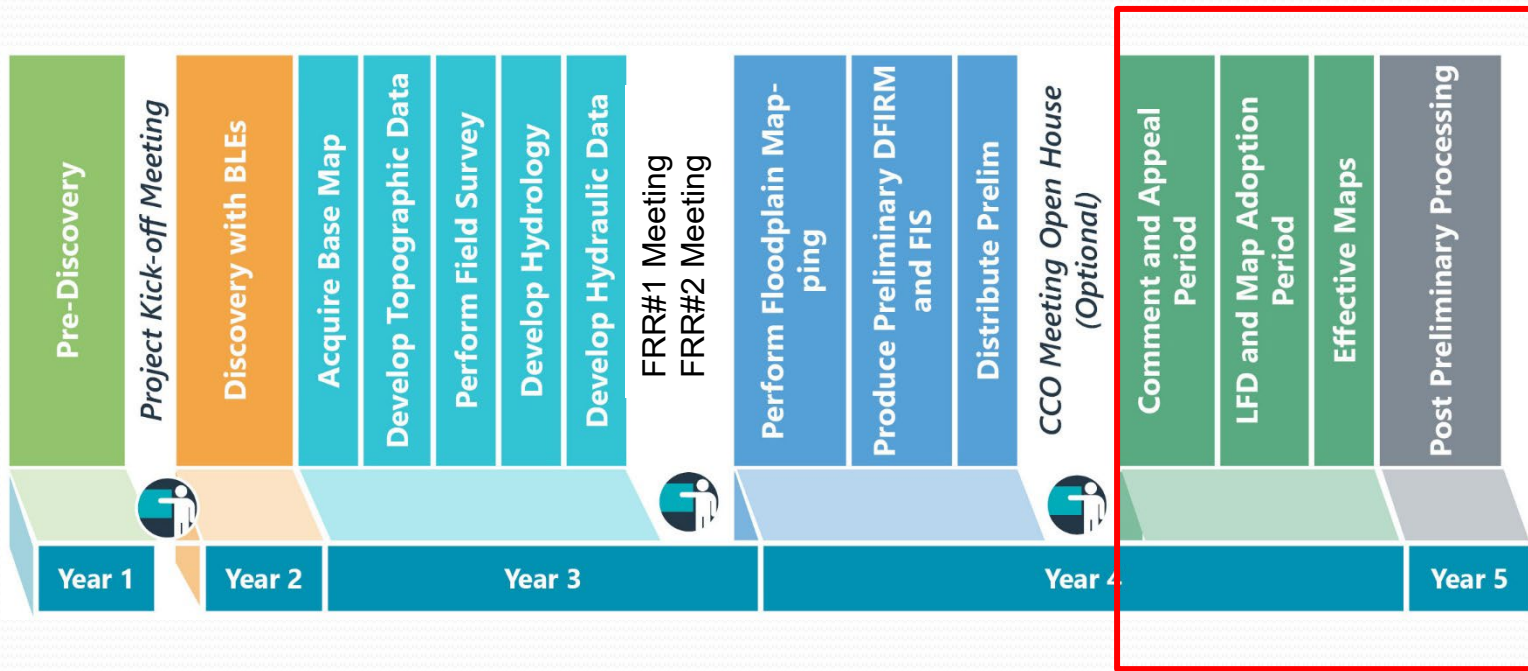 Pre-Discovery
Project Kick-off Meeting
Discovery with BLEs
Acquire Base Map
Develop Topographic Data
Perform Field Survey
Develop Hydrology
Develop Hydraulic Data
FRR#1 Meeting
FRR#2 Meeting
Perform Floodplain Map-
ping
Produce Preliminary DFIRM
and FIS
Distribute Prelim
CCO Meeting Open House
(Optional)
Comment and Appeal
Period
LFD and Map Adoption
Period
Effective Maps
Post Preliminary Processing
Year 1
Year 2
Year 3
Year 4
Year 5